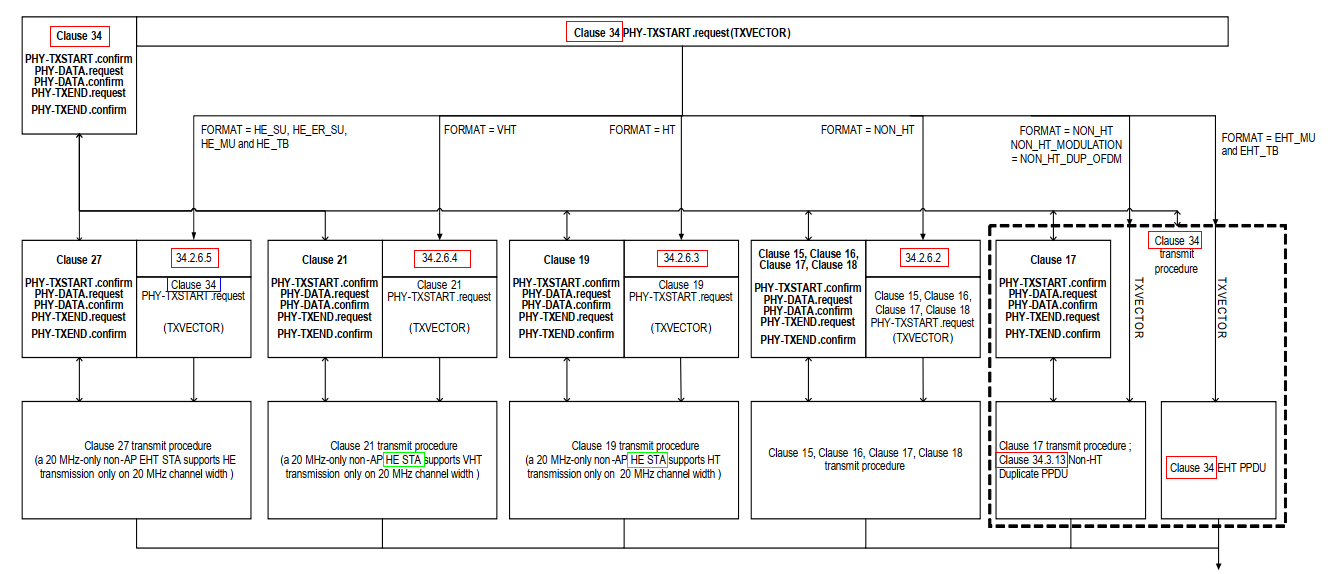 Clause 34
PHY-TXSTART.confirm
PHY-DATA.request
PHY-DATA.confirm
PHY-TXEND.request
PHY-TXEND.confirm
Clause 34 PHY-TXSTART.request(TXVECTOR)
FORMAT = HE_SU, HE_ER_SU,
HE_MU and HE_TB
FORMAT = VHT
FORMAT = HT
FORMAT = NON_HT
FORMAT = NON_HT
NON_HT_MODULATION
= NON_HT_DUP_OFDM
FORMAT = EHT_MU
and EHT_TB
Clause 27
PHY-TXSTART.confirm
PHY-DATA.request
PHY-DATA.confirm
PHY-TXEND.request
PHY-TXEND.confirm
34.2.6.5
Clause 34
PHY-TXSTART.request
(TXVECTOR)
Clause 21
PHY-TXSTART.confirm
PHY-DATA.request
PHY-DATA.confirm
PHY-TXEND.request
PHY-TXEND.confirm
34.2.6.4
Clause 21
PHY-TXSTART.request
(TXVECTOR)
Clause 19
PHY-TXSTART.confirm
PHY-DATA.request
PHY-DATA.confirm
PHY-TXEND.request
PHY-TXEND.confirm
34.2.6.3
Clause 19
PHY-TXSTART.request
(TXVECTOR)
Clause 15, Clause 16,
Clause 17, Clause 18
PHY-TXSTART.confirm
PHY-DATA.request
PHY-DATA.confirm
PHY-TXEND.request
PHY-TXEND.confirm
34.2.6.2
Clause 15, Clause 16,
Clause 17, Clause 18
PHY-TXSTART.request
(TXVECTOR)
Clause 17
PHY-TXSTART.confirm
PHY-DATA.request
PHY-DATA.confirm
PHY-TXEND.request
PHY-TXEND.confirm
TXVECTOR
Clause 34
transmit
procedure
TXVECTOR
Clause 27 transmit procedure
(a 20 MHz-only non-AP EHT STA supports HE
transmission only on 20 MHz channel width )
Clause 21 transmit procedure
(a 20 MHz-only non-AP HE STA supports VHT
transmission only on 20 MHz channel width )
Clause 19 transmit procedure
(a 20 MHz-only non-AP HE STA supports HT
transmission only on 20 MHz channel width )
Clause 15, Clause 16, Clause 17, Clause 18
transmit procedure
Clause 17 transmit procedure ;
Clause 34.3.13 Non-HT
Duplicate PPDU
Clause 34 EHT PPDU